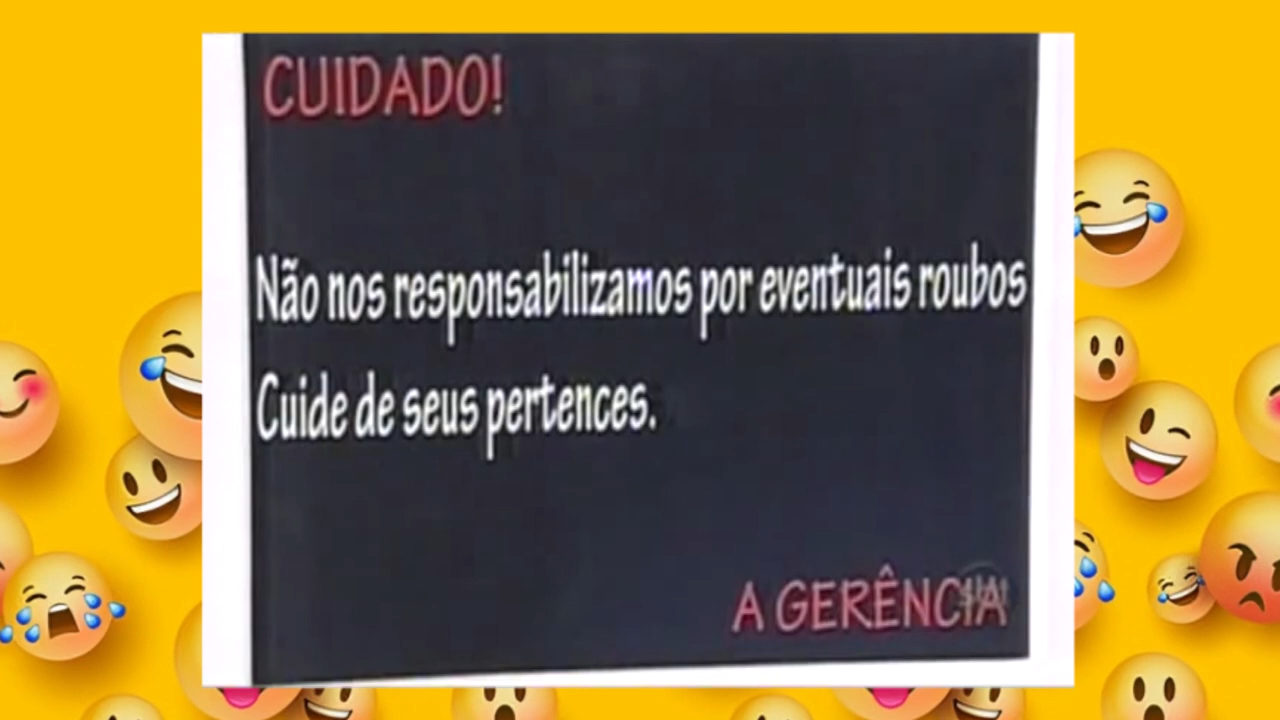 CUIDADO!
Não nos responsabilizamos por eventuais roubos
Cuide de seus pertences.
A GERÊNCIA